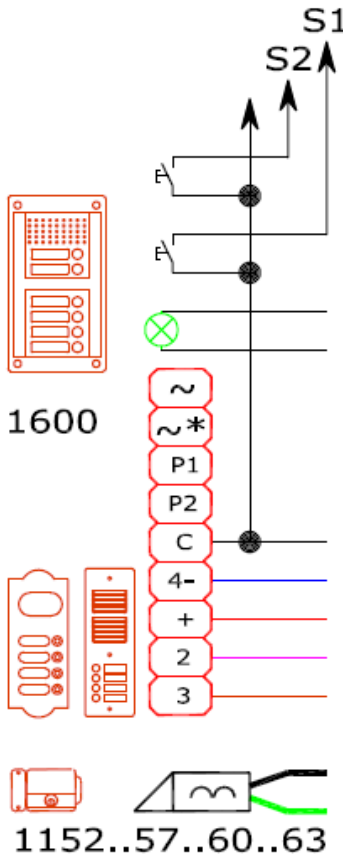 S1
S2
~
~*
1600
P1
P2
C
4-
+
2
3
1152..57..60..63